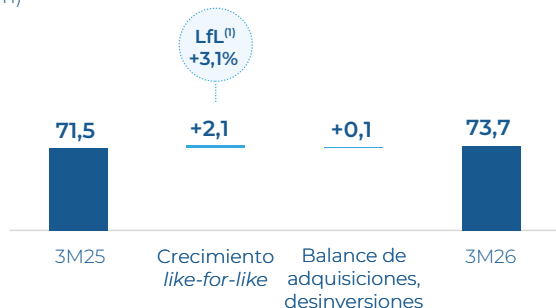 LfL(1)
+3,1%
71,5
+2,1
+0,1
73,7
3M25
Crecimiento
like-for-like
Balance de
adquisiciones,
desinversiones
3M26